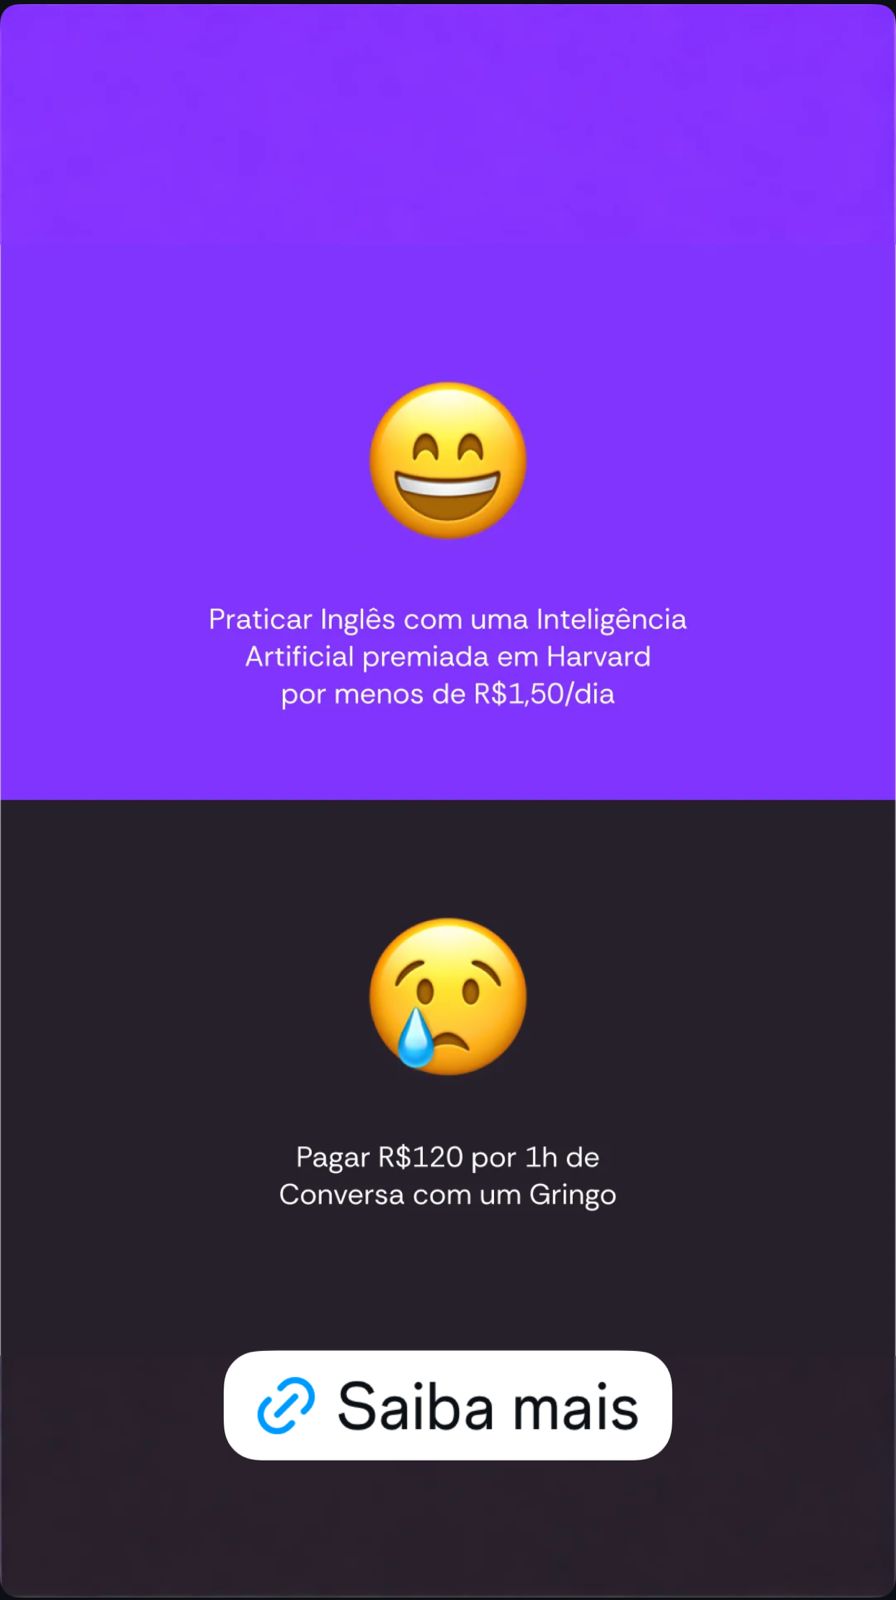 Praticar Inglês com uma Inteligência
Artificial premiada em Harvard
por menos de R$1,50/dia
Pagar R$120 por 1h de
Conversa com um Gringo
Saiba mais